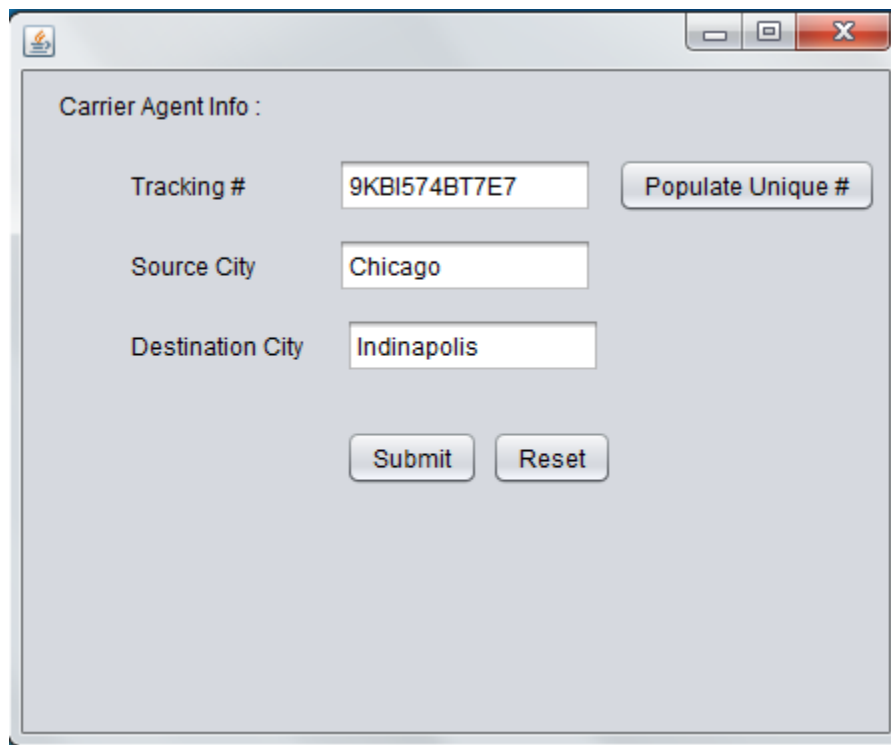 Carrier Agent Info :
Tracking # 9KBI574BT7E7 Populate Unique #
Source City Chicago
Destination City Indinapolis
Submit Reset